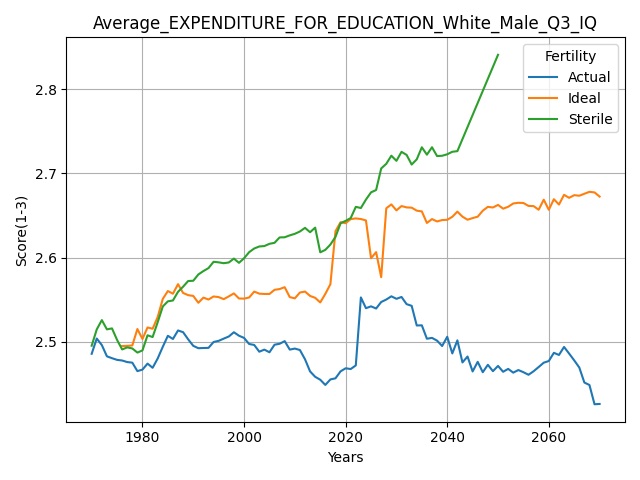 Average_EXPENDITURE_FOR_EDUCATION_White_Male_Q3_IQ
Fertility
Actual
Ideal
Sterile
Score(1-3)
2.8
2.7
2.6
2.5
1980 2000 2020 2040 2060
Years